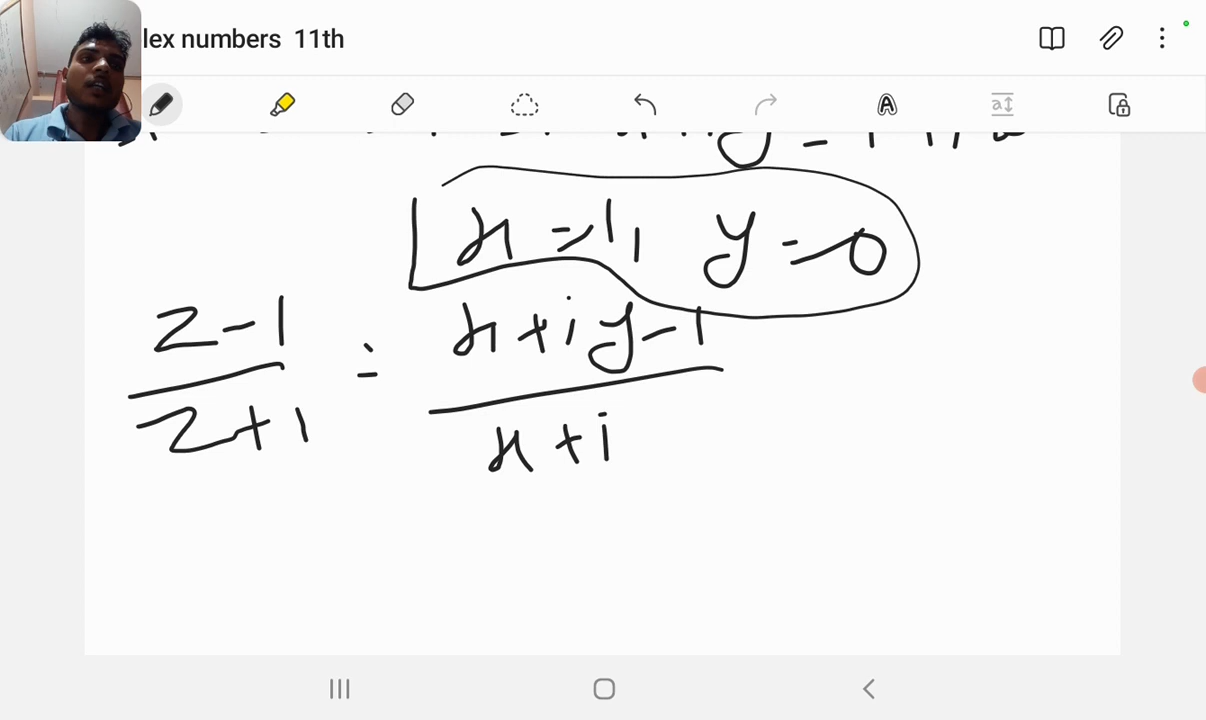 lex numbers 11th
x = 1, y = 0
z - 1 / z + 1 = x + iy - 1 / x + i